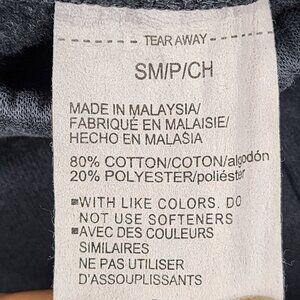 TEAR AWAY
SM/P/CH
MADE IN MALAYSIA/
FABRIQUÉ EN MALAISIE/
HECHO EN MALASIA
80% COTTON/COTON/algodón
20% POLYESTER/poliéster
■WITH LIKE COLORS. DO
NOT USE SOFTENERS
■AVEC DES COULEURS
SIMILAIRES
NE PAS UTILISER
D'ASSOUPLISSANTS